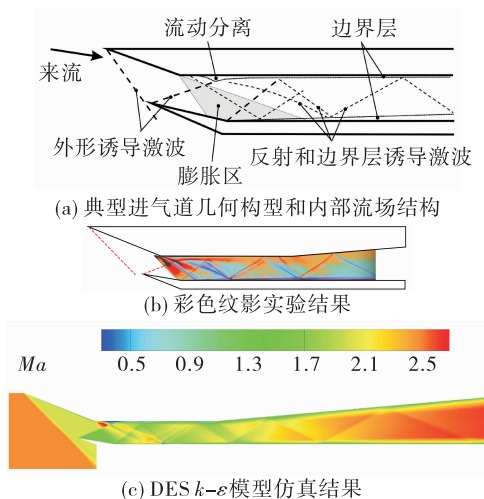 流动分离
边界层
来流
外形诱导激波
膨胀区
反射和边界层诱导激波
(a) 典型进气道几何构型和内部流场结构
(b) 彩色纹影实验结果
Ma 0.5 0.9 1.3 1.7 2.1 2.5
(c) DES k-ε模型仿真结果